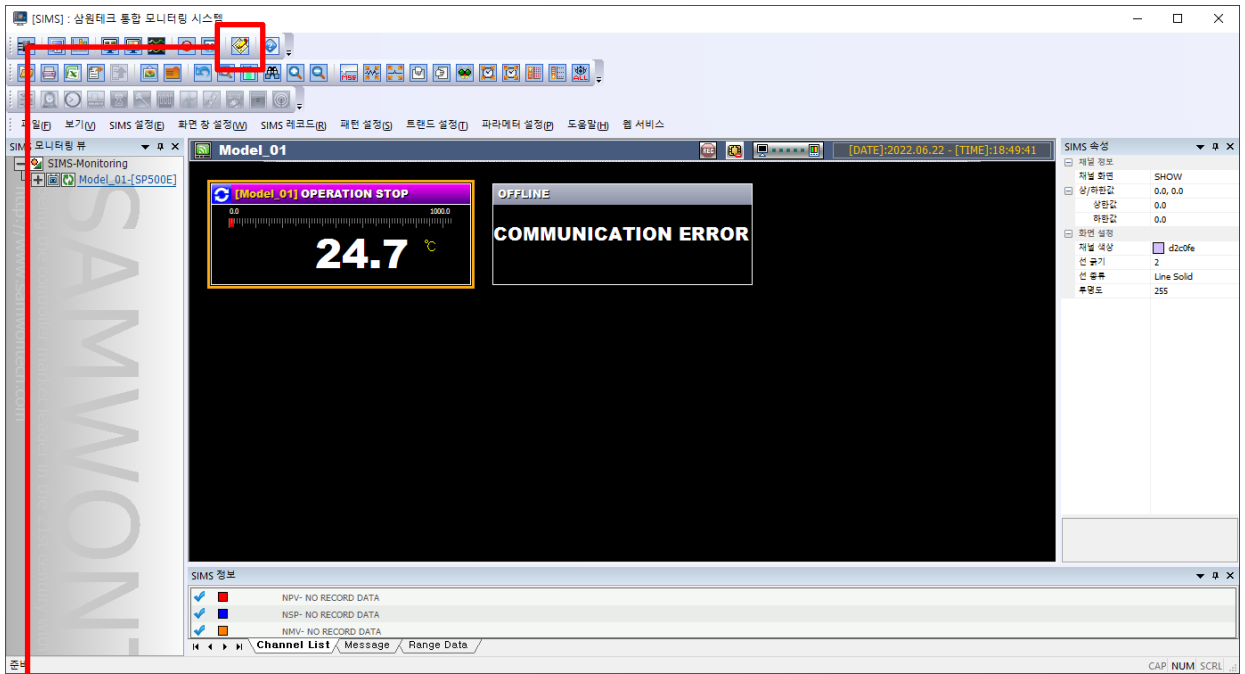 [SIMS] : 삼원테크 통합 모니터링 시스템
파일(F) 보기(V) SIMS 설정(E) 화면 창 설정(W) SIMS 레코드(R) 패턴 설정(S) 트랜드 설정(T) 파라메터 설정(P) 도움말(H) 웹 서비스
SIMS 모니터링 뷰
SIMS-Monitoring
Model_01-[SP500E]
SAMWON
Model_01
REC
[DATE]:2022.06.22 - [TIME]:18:49:41
[Model_01] OPERATION STOP
0.0 1000.0
24.7 ℃
OFFLINE
COMMUNICATION ERROR
SIMS 속성
채널 정보
채널 화면 SHOW
상/하한값 0.0, 0.0
상한값 0.0
하한값 0.0
화면 설정
채널 색상 d2c0fe
선 굵기 2
선 종류 Line Solid
투명도 255
SIMS 정보
NPV- NO RECORD DATA
NSP- NO RECORD DATA
NMV- NO RECORD DATA
Channel List Message Range Data
CAP NUM SCRL